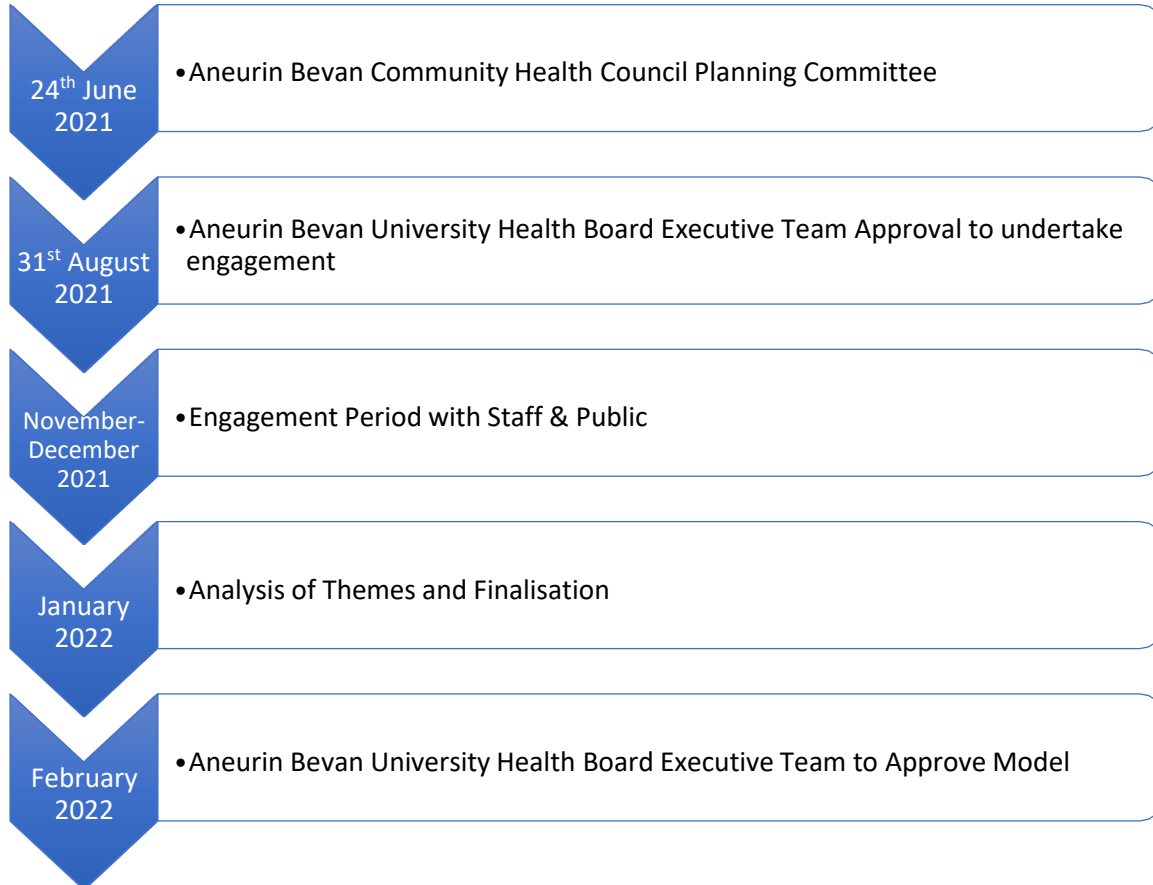 24th June
2021
•Aneurin Bevan Community Health Council Planning Committee
31st August
2021
•Aneurin Bevan University Health Board Executive Team Approval to undertake
engagement
November-
December
2021
•Engagement Period with Staff & Public
January
2022
•Analysis of Themes and Finalisation
February
2022
•Aneurin Bevan University Health Board Executive Team to Approve Model